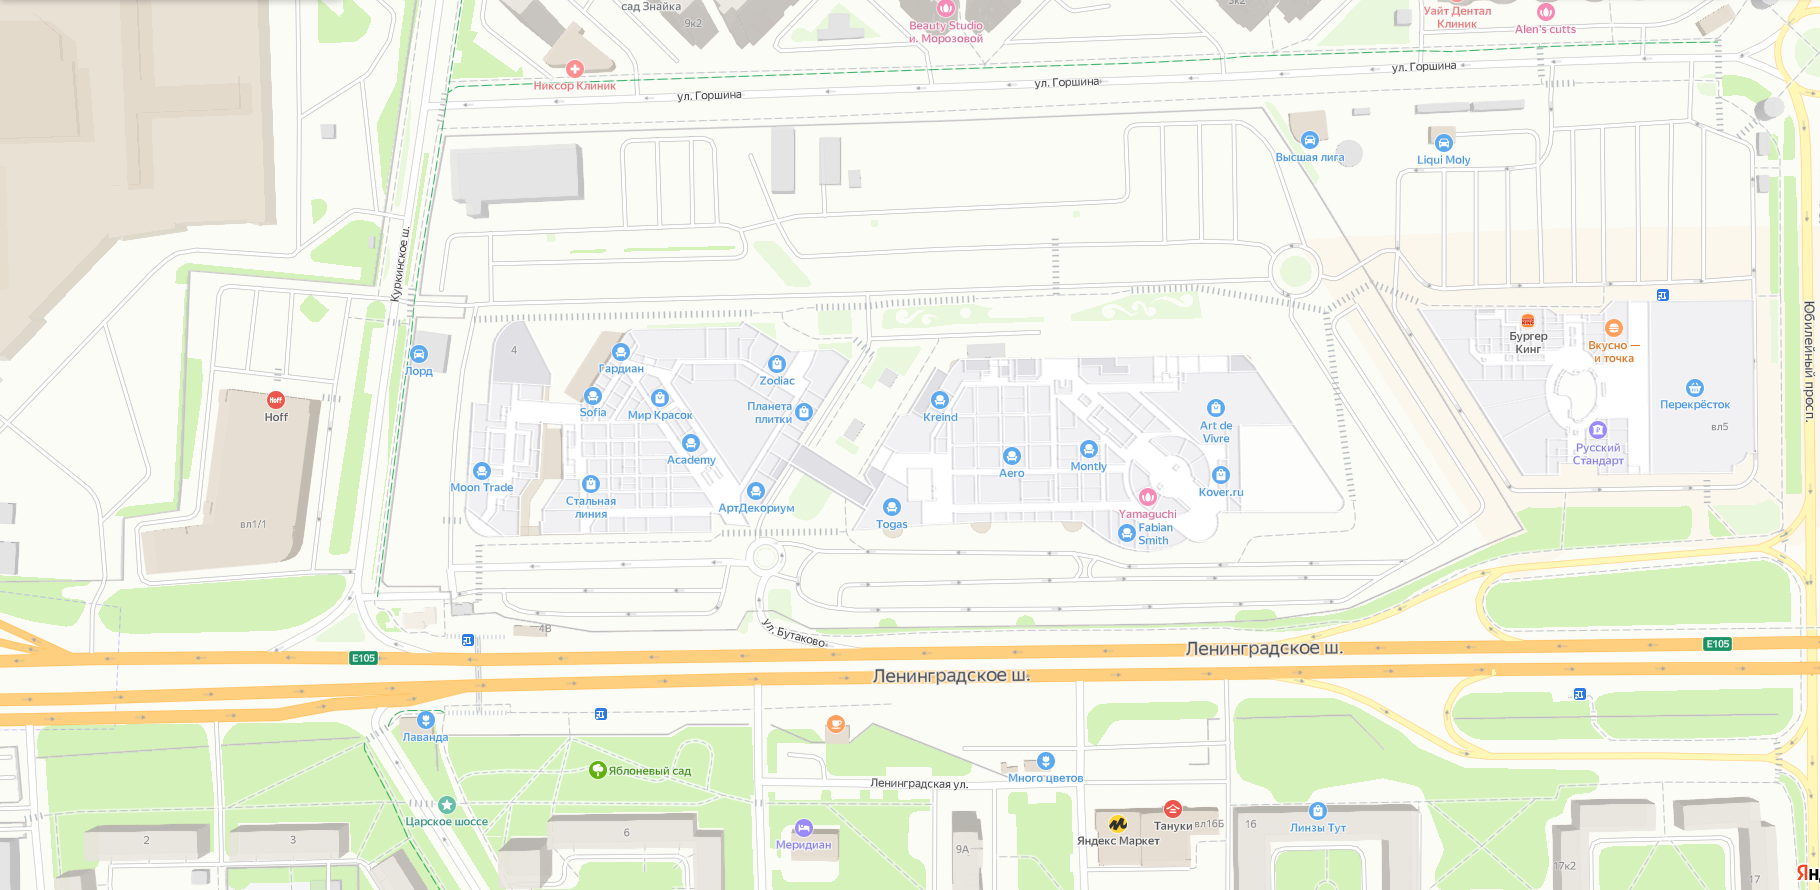 сад Знайка
9к2
Beauty Studio
и. Морозовой
3к2
Уайт Дентал
Клиник
Alen's cutts
вл5
Никсор Клиник
ул. Горшина
ул. Горшина
ул. Горшина
Высшая лига
Liqui Moly
Куркинское ш.
Юбилейный просп.
4
Лорд
Гардиан
Zodiac
Бургер
Кинг
Вкусно —
и точка
Hoff
Sofia
Мир Красок
Планета
плитки
Kreind
Art de
Vivre
Перекрёсток
вл5
Academy
Aero
Montly
Русский
Стандарт
Moon Trade
Стальная
линия
АртДекориум
Togas
Kover.ru
Yamaguchi
Fabian
Smith
вл1/1
4В
ул. Бутаково
Ленинградское ш.
E105
E105
Ленинградское ш.
Лаванда
Яблоневый сад
Много цветов
Ленинградская ул.
Царское шоссе
2
3
6
Меридиан
9А
Яндекс Маркет
Тануки
вл16Б
16
Линзы Тут
17к2
17
Ян